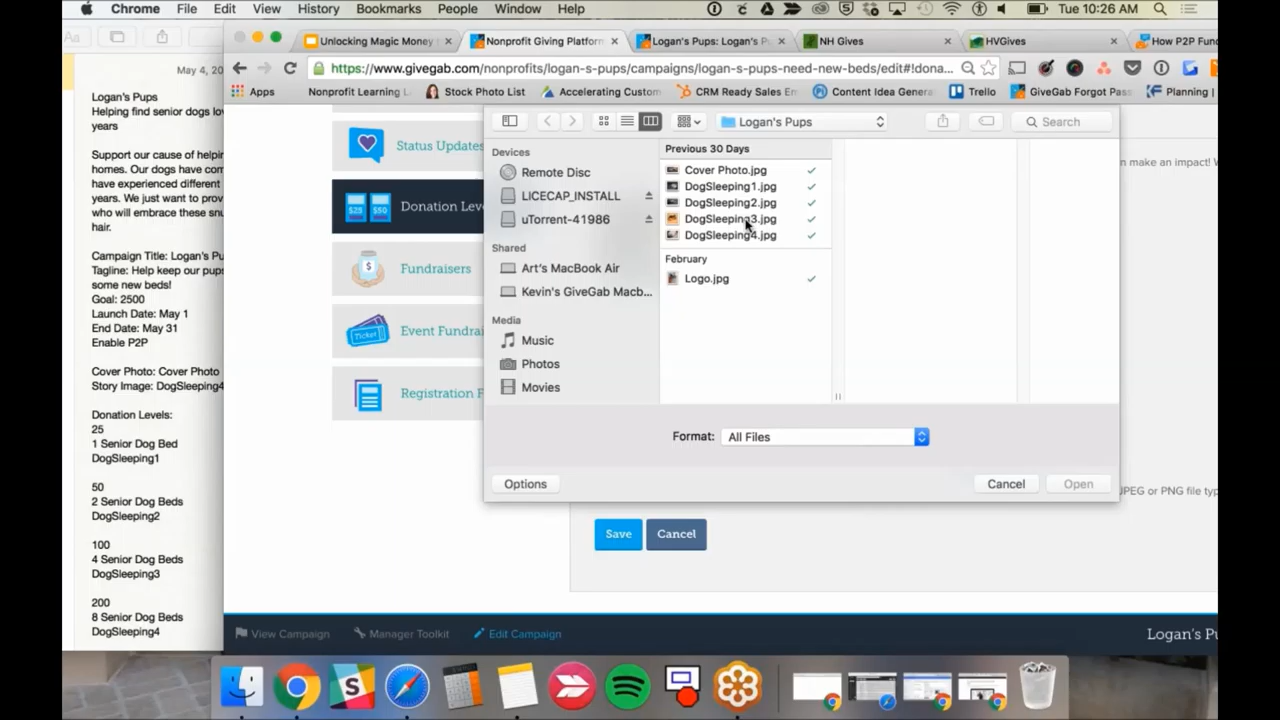 Chrome File Edit View History Bookmarks People Window Help Tue 10:26 AM
Unlocking Magic Money
Nonprofit Giving Platform
Logan's Pups: Logan's P
NH Gives
HVGives
How P2P Fun
https://www.givegab.com/nonprofits/logan-s-pups/campaigns/logan-s-pups-need-new-beds/edit#!dona
Apps Nonprofit Learning L Stock Photo List Accelerating Custom CRM Ready Sales En Content Idea Genera Trello GiveGab Forgot Pass Planning |
May 4, 20
Logan's Pups
Helping find senior dogs lov
years
Support our cause of helpin
homes. Our dogs have com
have experienced different
years. We just want to prov
who will embrace these snu
hair.
Campaign Title: Logan's Pu
Tagline: Help keep our pups
some new beds!
Goal: 2500
Launch Date: May 1
End Date: May 31
Enable P2P
Cover Photo: Cover Photo
Story Image: DogSleeping4
Donation Levels:
25
1 Senior Dog Bed
DogSleeping1
50
2 Senior Dog Beds
DogSleeping2
100
4 Senior Dog Beds
DogSleeping3
200
8 Senior Dog Beds
DogSleeping4
Status Updates
$25 $50
Donation Leve
Fundraisers
Ticket
Event Fundrai
Registration F
Logan's Pups
Search
Devices
Remote Disc
LICECAP_INSTALL
uTorrent-41986
Shared
Art's MacBook Air
Kevin's GiveGab Macb...
Media
Music
Photos
Movies
Previous 30 Days
Cover Photo.jpg
DogSleeping1.jpg
DogSleeping2.jpg
DogSleeping3.jpg
DogSleeping4.jpg
February
Logo.jpg
Format: All Files
Options
Cancel
Open
n make an impact! W
JPEG or PNG file typ
Save
Cancel
View Campaign
Manager Toolkit
Edit Campaign
Logan's Pu